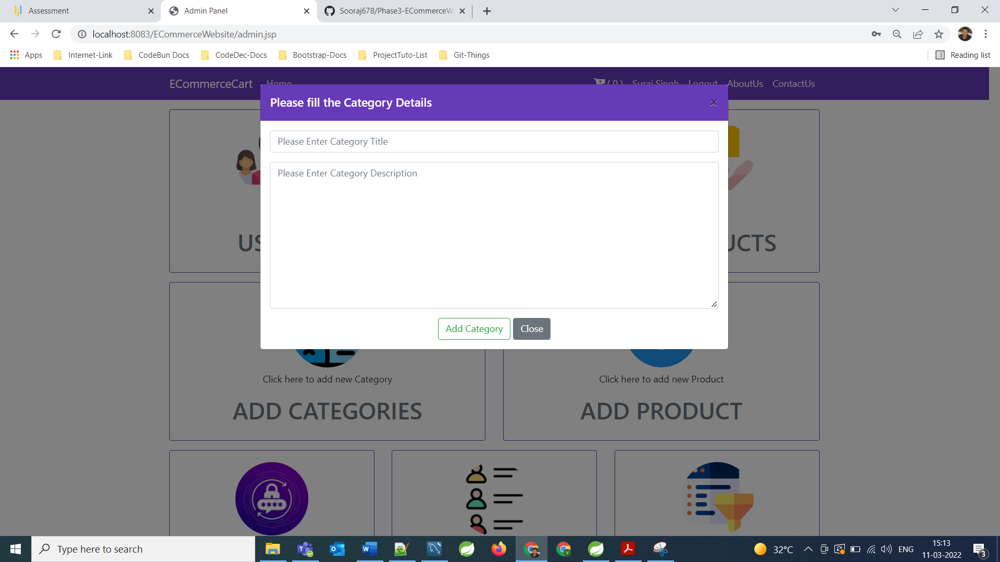 Assessment
Admin Panel
Sooraj678/Phase3-ECommerceW
localhost:8083/ECommerceWebsite/admin.jsp
Apps
Internet-Link
CodeBun Docs
CodeDec-Docs
Bootstrap-Docs
ProjectTuto-List
Git-Things
Reading list
ECommerceCart
Home
( 0 )
Suraj Singh
Logout
AboutUs
ContactUs
Please fill the Category Details
×
Please Enter Category Title
Please Enter Category Description
US
UCTS
Add Category
Close
Click here to add new Category
Click here to add new Product
ADD CATEGORIES
ADD PRODUCT
****
Type here to search
32°C
ENG
15:13
11-03-2022
3